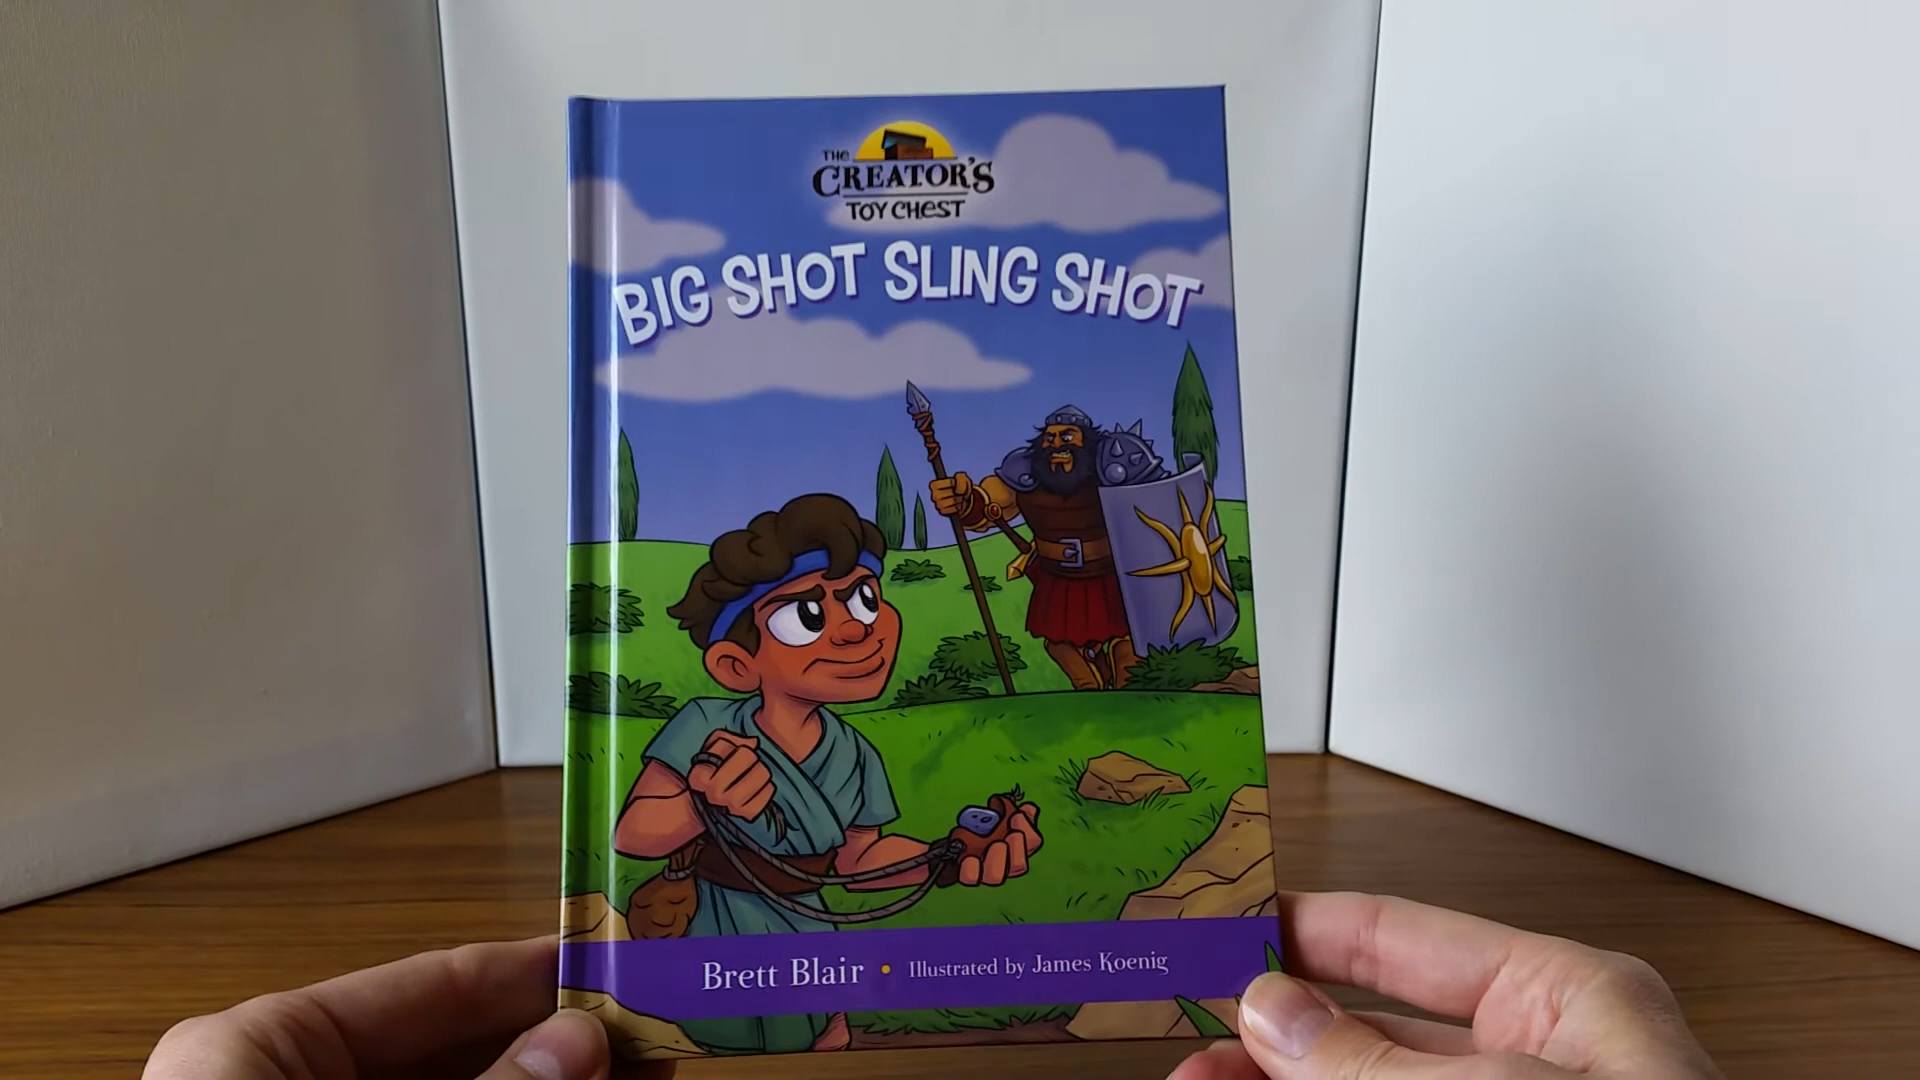 THE
CREATOR'S
TOY CHEST
BIG SHOT SLING SHOT
Brett Blair • Illustrated by James Koenig